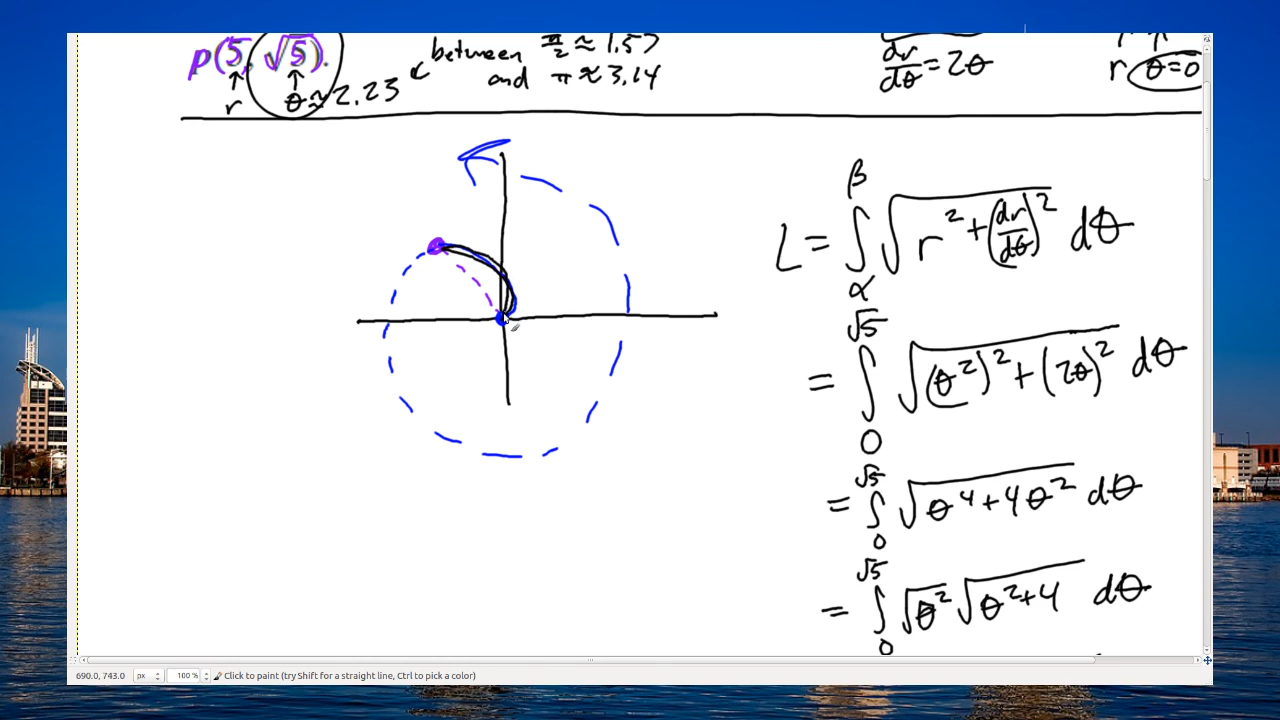 P(5, √5).
↑ ↑
r θ≈2.23
between π/2 ≈ 1.57
and π ≈ 3.14
dr/dθ = 2θ
r θ=0
L = ∫_α^β √(r² + (dr/dθ)²) dθ
= ∫_0^√5 √((θ²)² + (2θ)²) dθ
= ∫_0^√5 √(θ⁴+4θ²) dθ
= ∫_0^√5 √θ² √(θ²+4) dθ
690.0, 743.0 px 100 % Click to paint (try Shift for a straight line, Ctrl to pick a color)